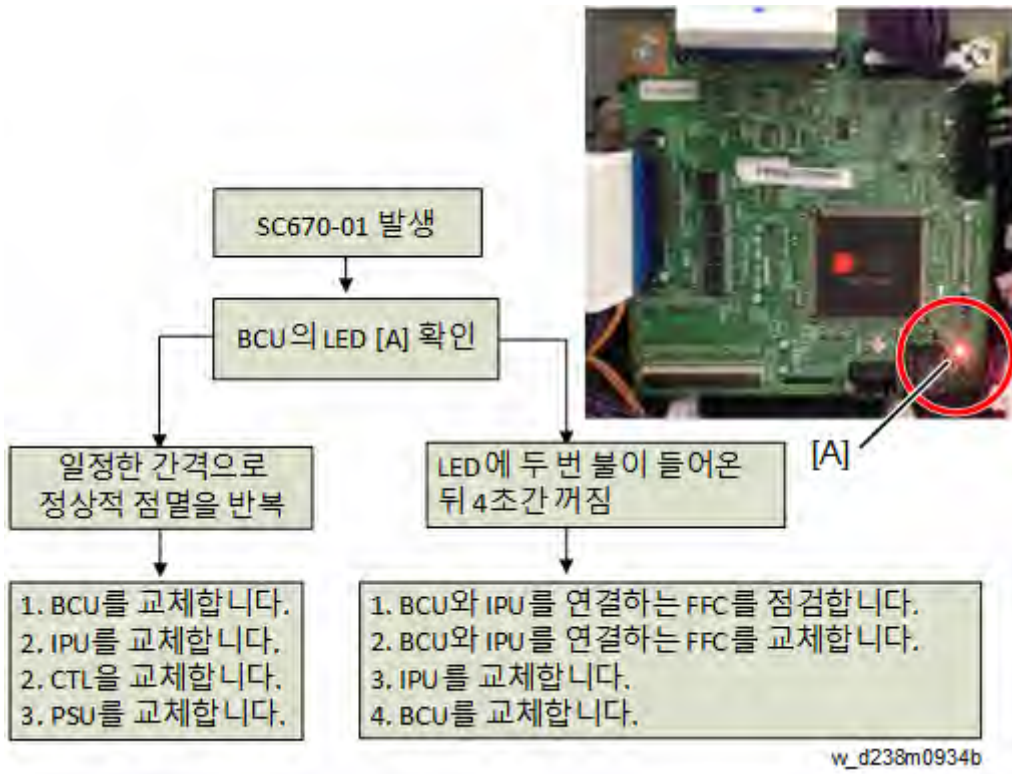 SC670-01 발생
BCU의 LED [A] 확인
[A]
일정한 간격으로
정상적 점멸을 반복
LED에 두 번 불이 들어온
뒤 4초간 꺼짐
1. BCU를 교체합니다.
2. IPU를 교체합니다.
2. CTL을 교체합니다.
3. PSU를 교체합니다.
1. BCU와 IPU를 연결하는 FFC를 점검합니다.
2. BCU와 IPU를 연결하는 FFC를 교체합니다.
3. IPU를 교체합니다.
4. BCU를 교체합니다.
w_d238m0934b